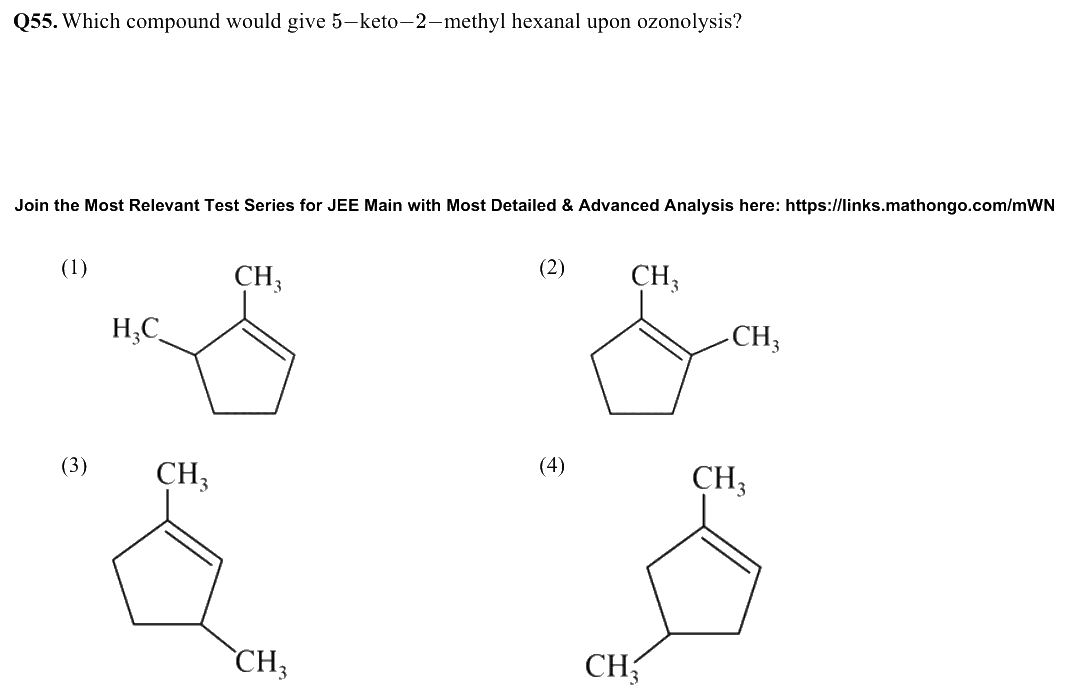 Q55. Which compound would give 5−keto−2−methyl hexanal upon ozonolysis?
Join the Most Relevant Test Series for JEE Main with Most Detailed & Advanced Analysis here: https://links.mathongo.com/mWN
(1)
CH₃
H₃C
(2)
CH₃
CH₃
(3)
CH₃
CH₃
(4)
CH₃
CH₃